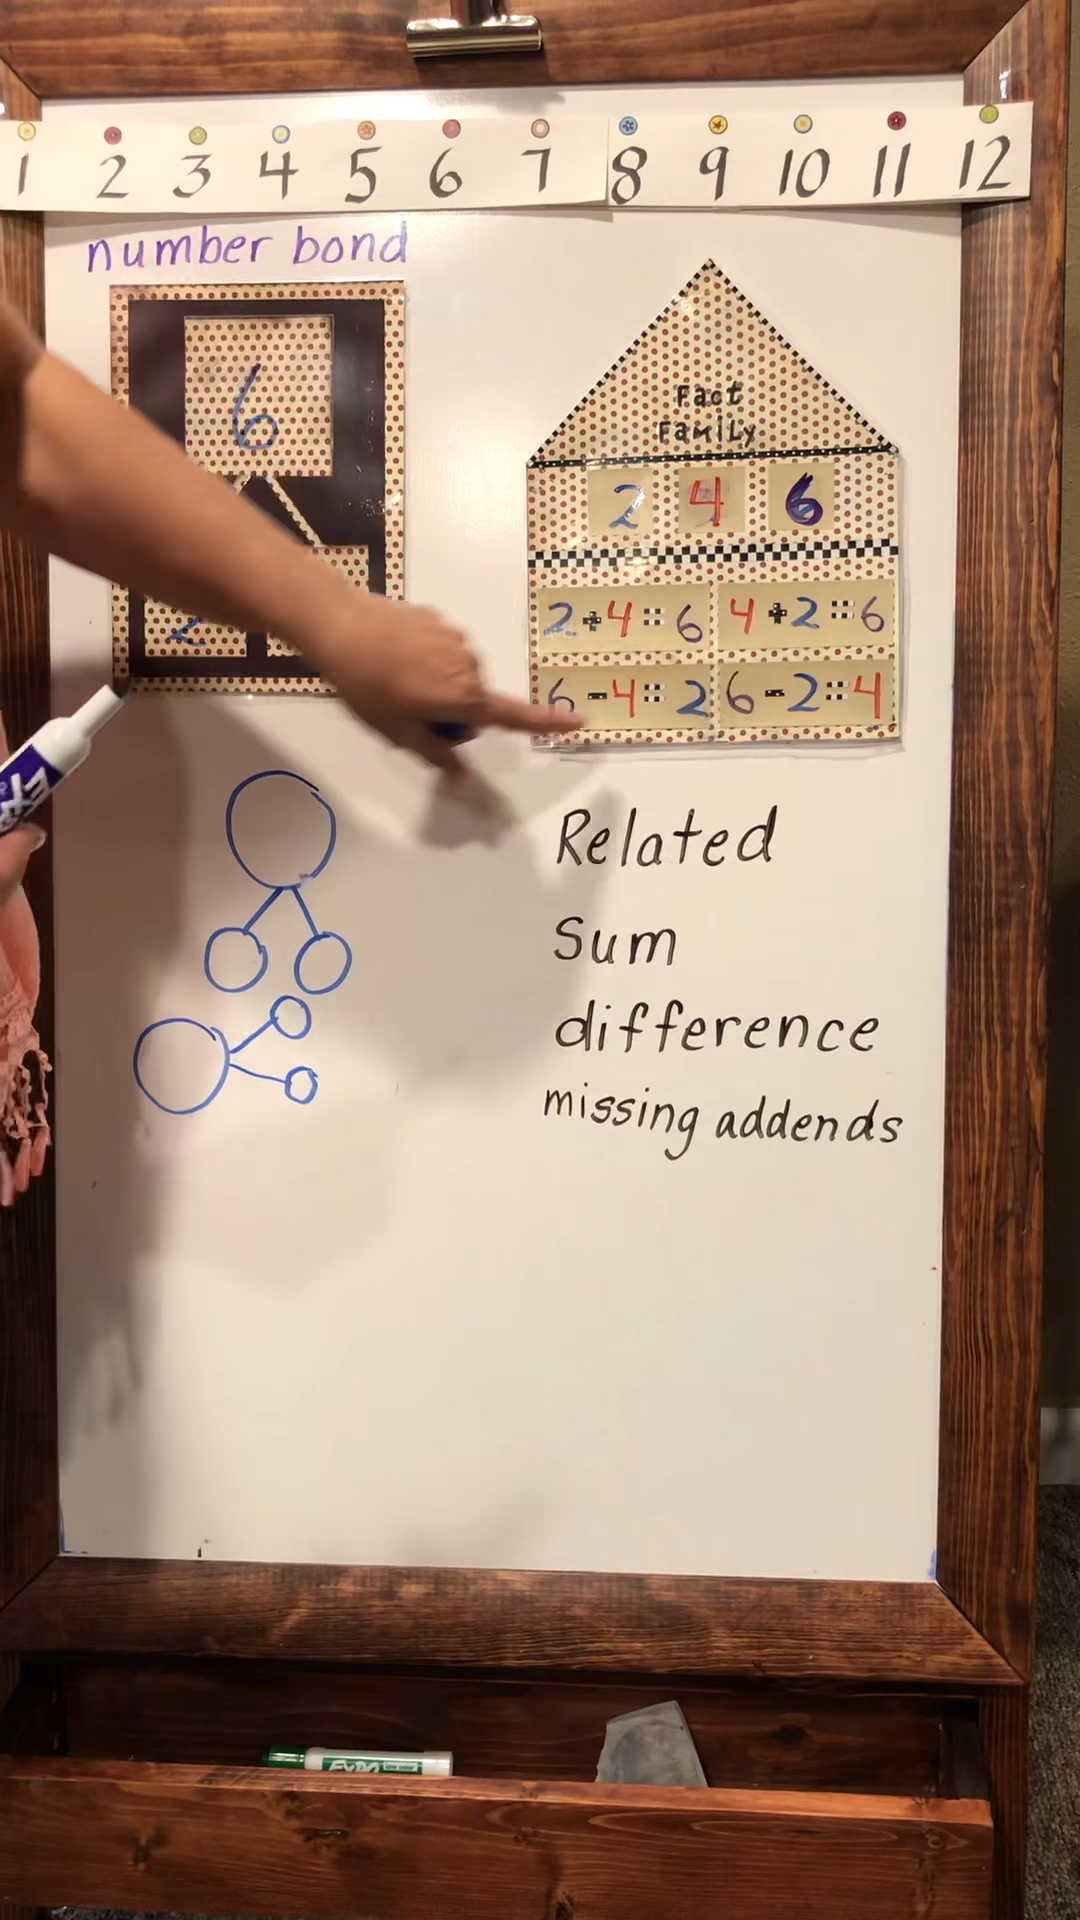 1 2 3 4 5 6 7 8 9 10 11 12
number bond
6
2
Fact
Family
2 4 6
2+4=6 4+2=6
6-4=2 6-2=4
Related
Sum
difference
missing addends
EXPO